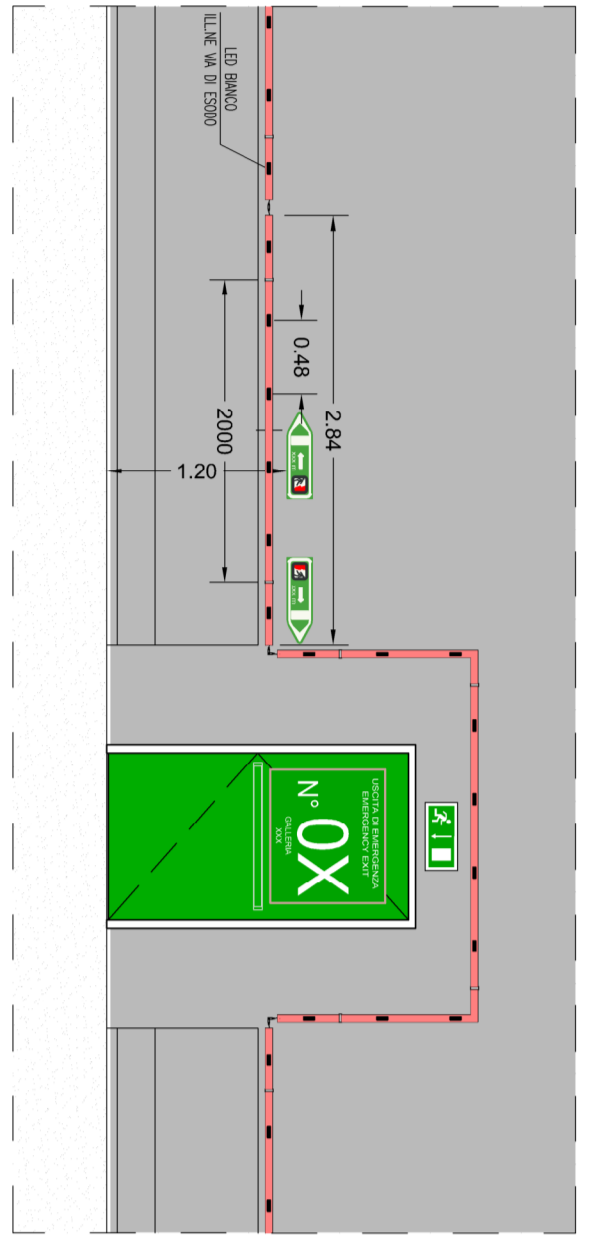 LED BIANCO
ILL.NE VIA DI ESODO
2.84
0.48
2000
1.20
USCITA DI EMERGENZA
EMERGENCY EXIT
N° 0X
GALLERIA
XXX